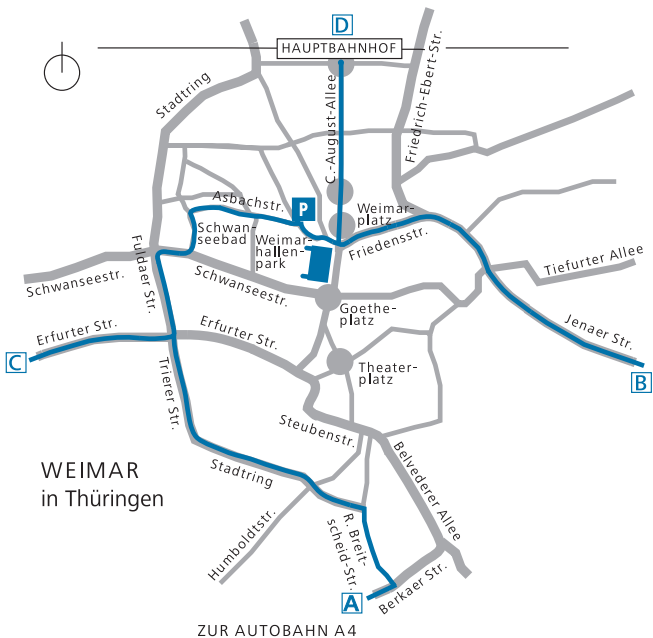 D
HAUPTBAHNHOF
Stadtring
C.-August-Allee
Friedrich-Ebert-Str.
Asbachstr.
P
Weimar-
platz
Schwan-
seebad
Weimar-
hallen-
park
Friedensstr.
Fuldaer Str.
Schwanseestr.
Schwanseestr.
Tiefurter Allee
Goethe-
platz
Erfurter Str.
Erfurter Str.
Jenaer Str.
C
B
Theater-
platz
Trierer Str.
Steubenstr.
Stadtring
Belvederer Allee
WEIMAR
in Thüringen
Humboldtstr.
R. Breit-
scheid-Str.
Berkaer Str.
A
ZUR AUTOBAHN A4